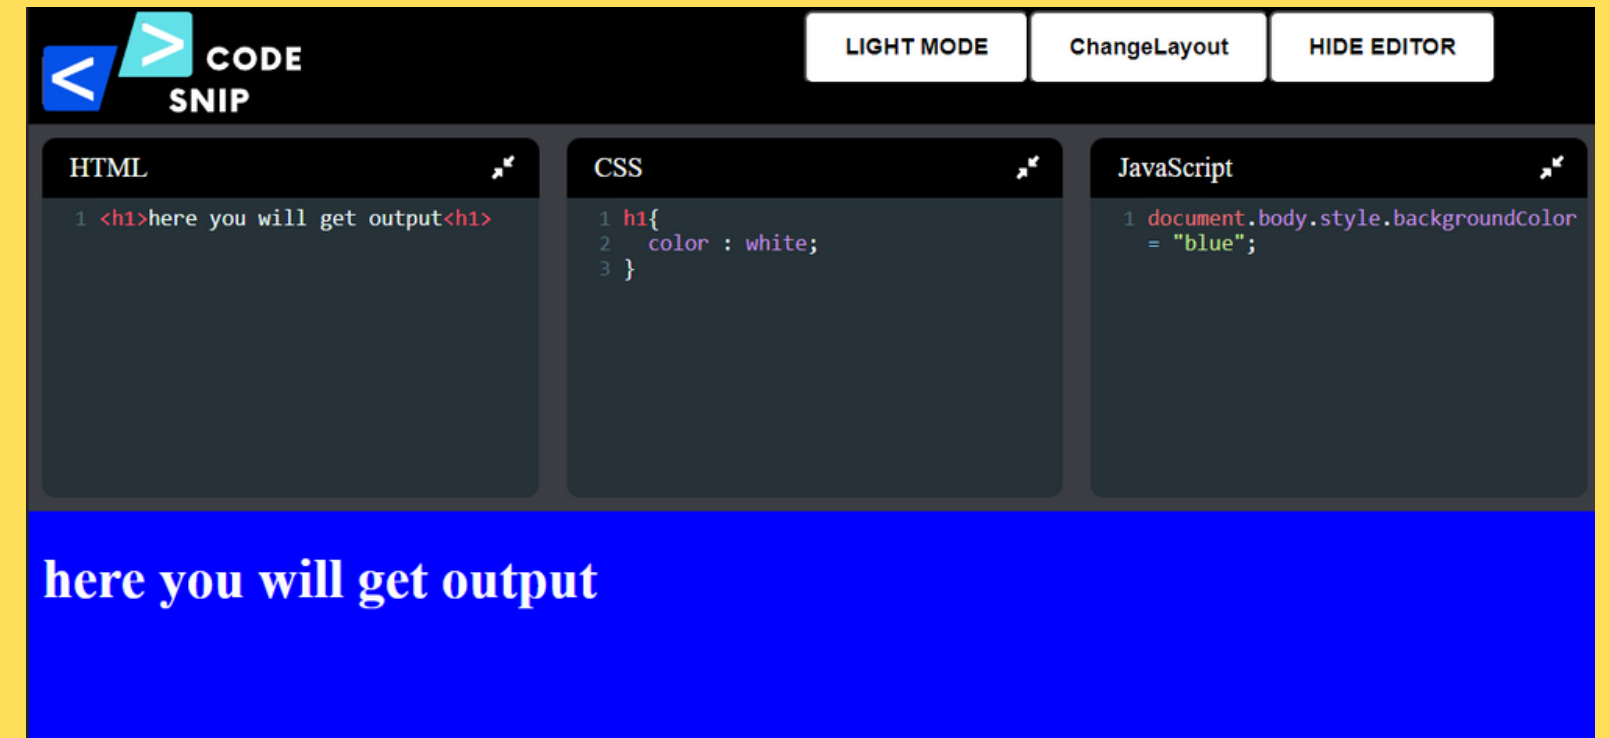 < > CODE
SNIP
LIGHT MODE
ChangeLayout
HIDE EDITOR
HTML
1 <h1>here you will get output<h1>
CSS
1 h1{
2 color : white;
3 }
JavaScript
1 document.body.style.backgroundColor
= "blue";
here you will get output